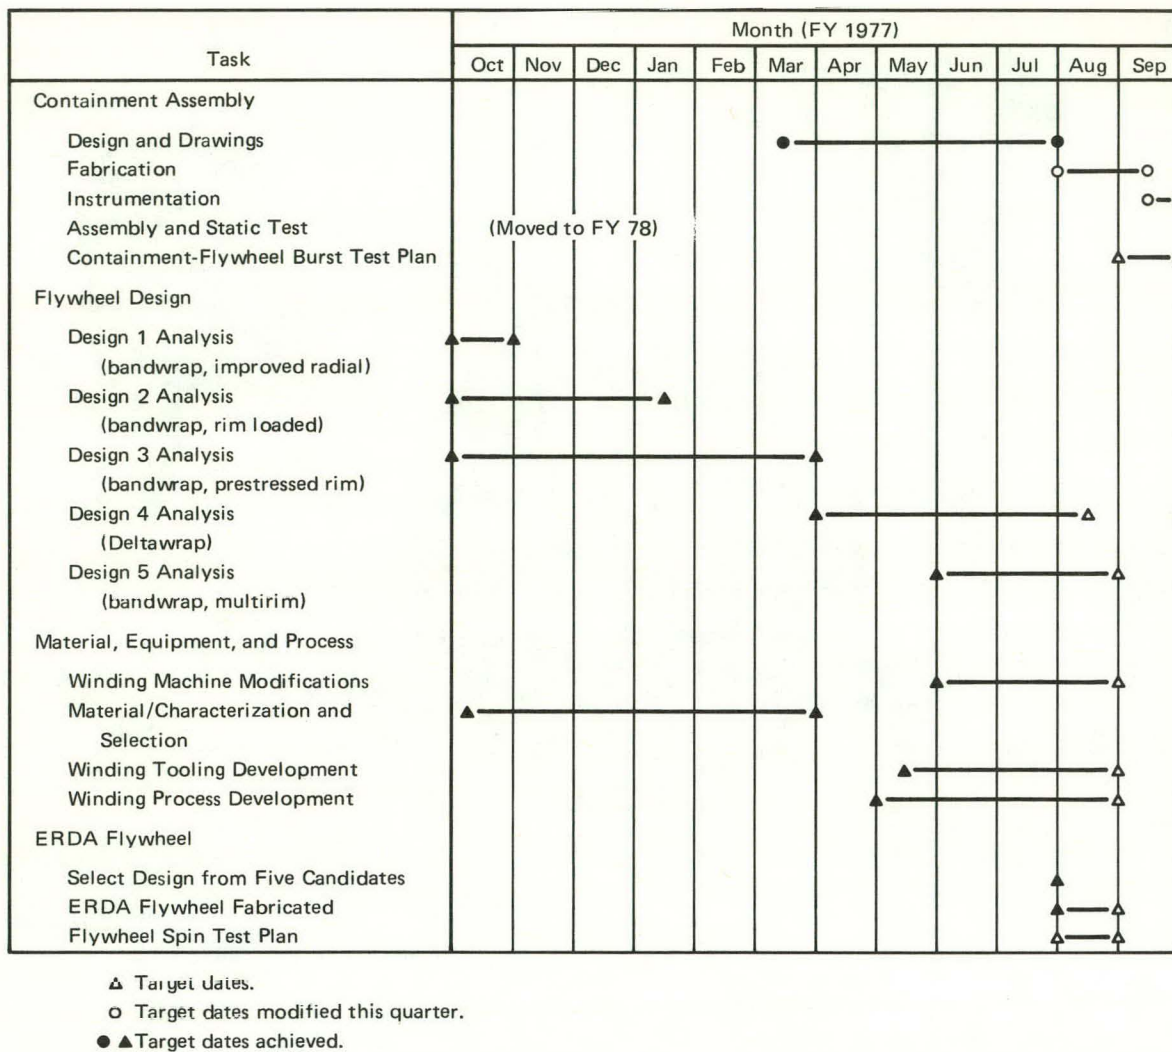 Task
Month (FY 1977)
Oct Nov Dec Jan Feb Mar Apr May Jun Jul Aug Sep
Containment Assembly
Design and Drawings
Fabrication
Instrumentation
Assembly and Static Test (Moved to FY 78)
Containment-Flywheel Burst Test Plan
Flywheel Design
Design 1 Analysis
(bandwrap, improved radial)
Design 2 Analysis
(bandwrap, rim loaded)
Design 3 Analysis
(bandwrap, prestressed rim)
Design 4 Analysis
(Deltawrap)
Design 5 Analysis
(bandwrap, multirim)
Material, Equipment, and Process
Winding Machine Modifications
Material/Characterization and
Selection
Winding Tooling Development
Winding Process Development
ERDA Flywheel
Select Design from Five Candidates
ERDA Flywheel Fabricated
Flywheel Spin Test Plan
Target dates.
Target dates modified this quarter.
Target dates achieved.